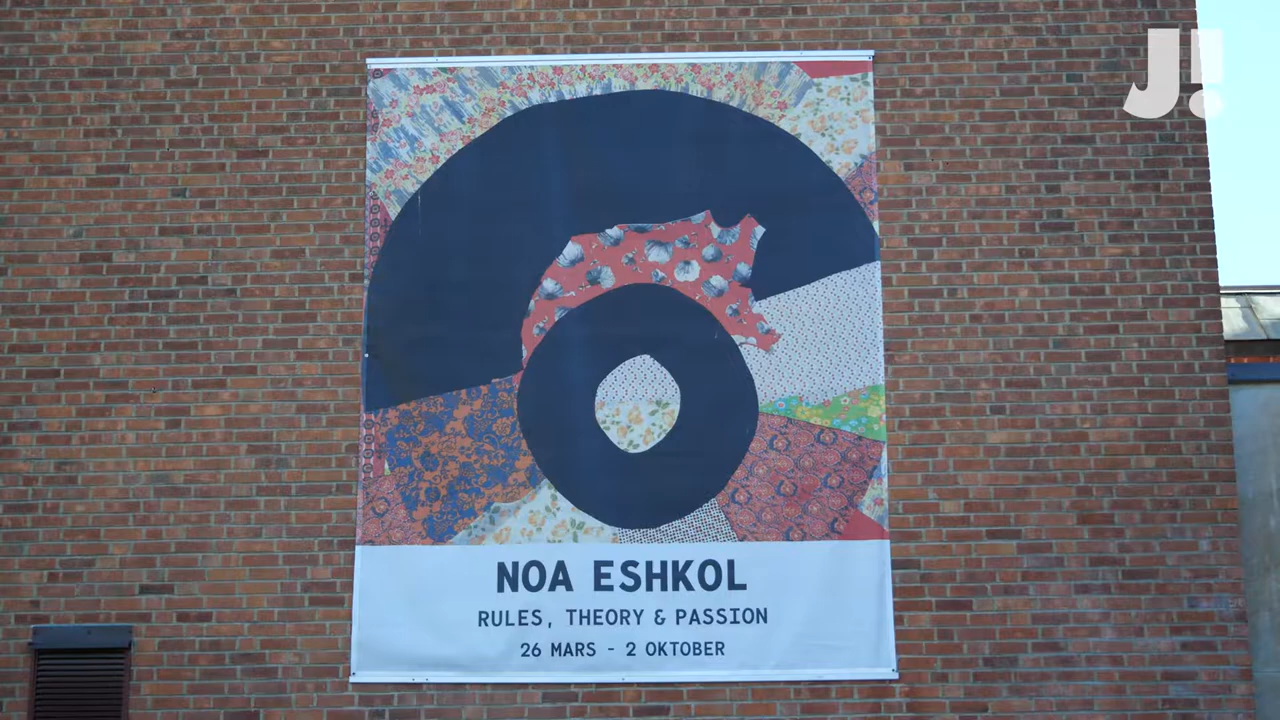 J!
NOA ESHKOL
RULES, THEORY & PASSION
26 MARS - 2 OKTOBER